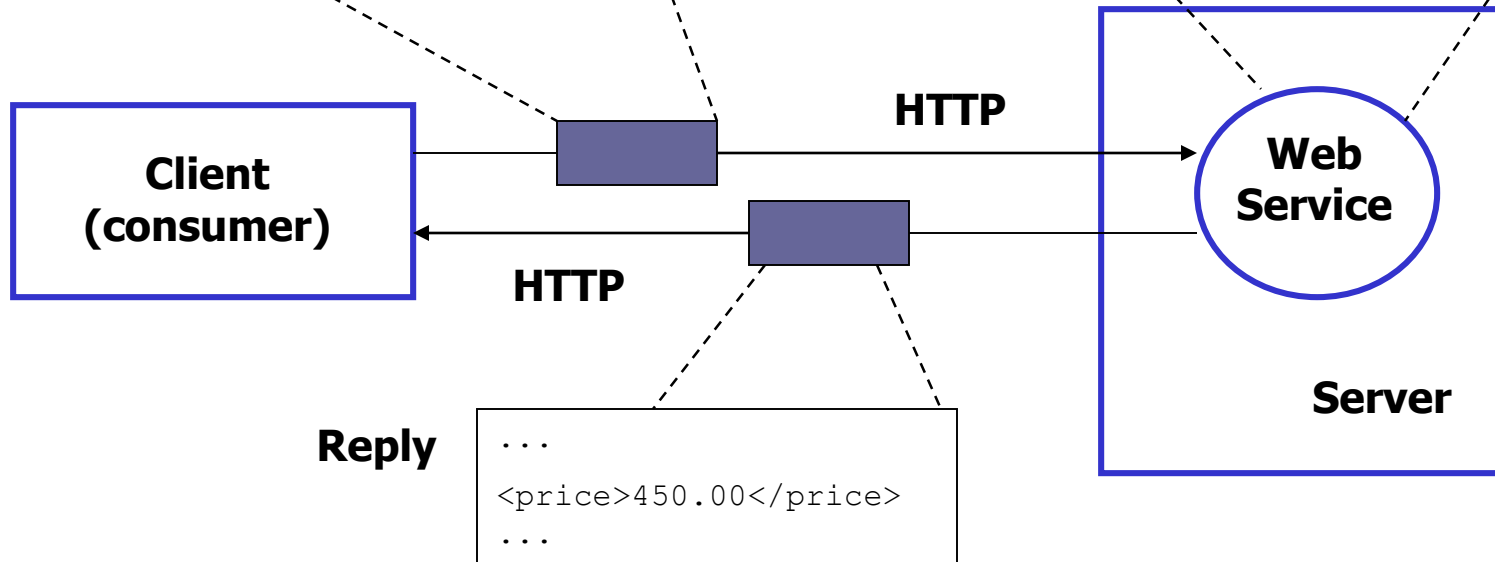 HTTP
Client
(consumer)
Web
Service
HTTP
Server
Reply
...
<price>450.00</price>
...